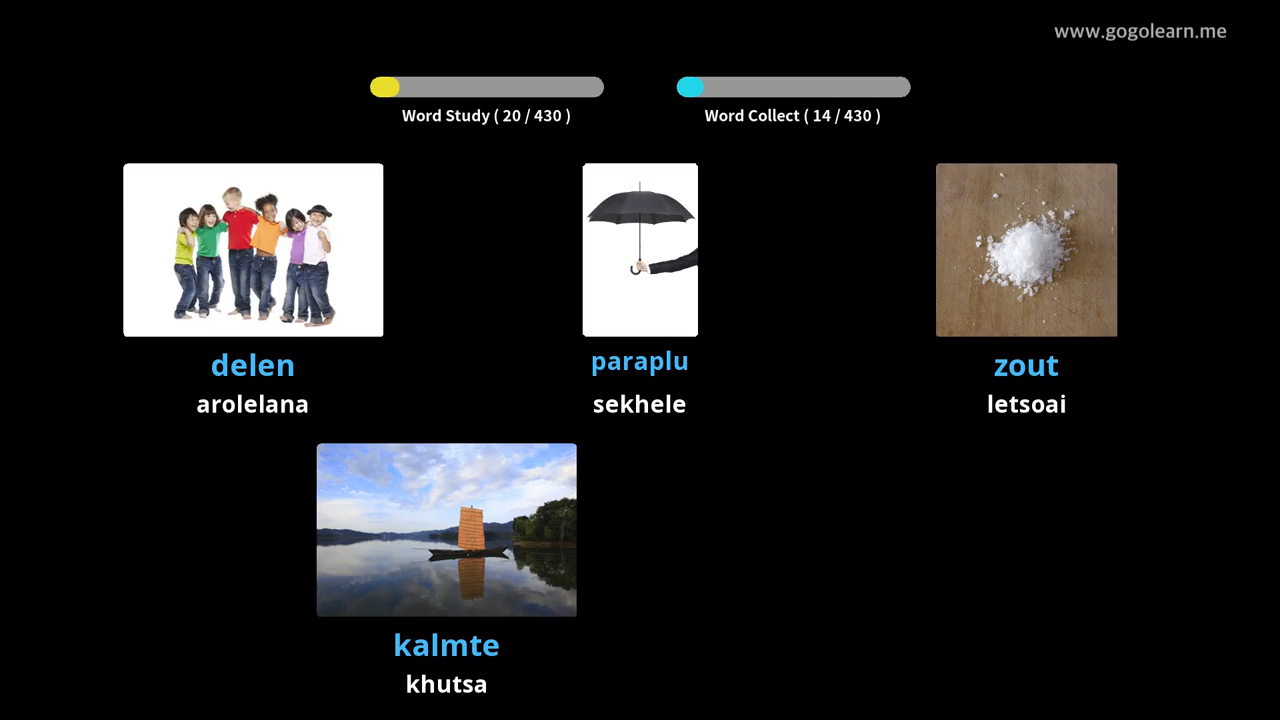 www.gogolearn.me
Word Study ( 20 / 430 )
Word Collect ( 14 / 430 )
delen
arolelana
paraplu
sekhele
zout
letsoai
kalmte
khutsa